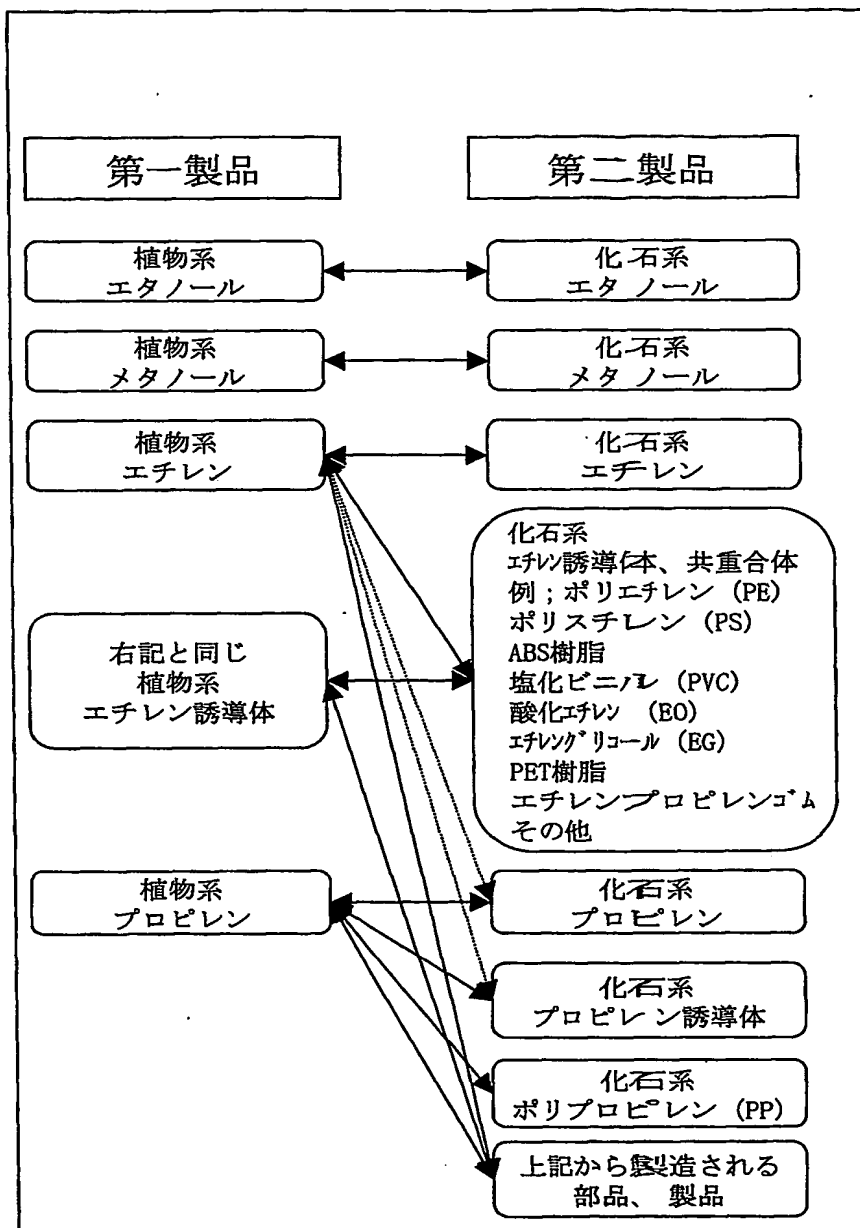 第一製品
第二製品
植物系
エタノール
化石系
エタノール
植物系
メタノール
化石系
メタノール
植物系
エチレン
化石系
エチレン
化石系
エチレン誘導体、共重合体
例；ポリエチレン (PE)
ポリスチレン (PS)
ABS樹脂
塩化ビニル (PVC)
酸化エチレン (EO)
エチレングリコール (EG)
PET樹脂
エチレンプロピレンゴム
その他
右記と同じ
植物系
エチレン誘導体
植物系
プロピレン
化石系
プロピレン
化石系
プロピレン誘導体
化石系
ポリプロピレン (PP)
上記から製造される
部品、製品